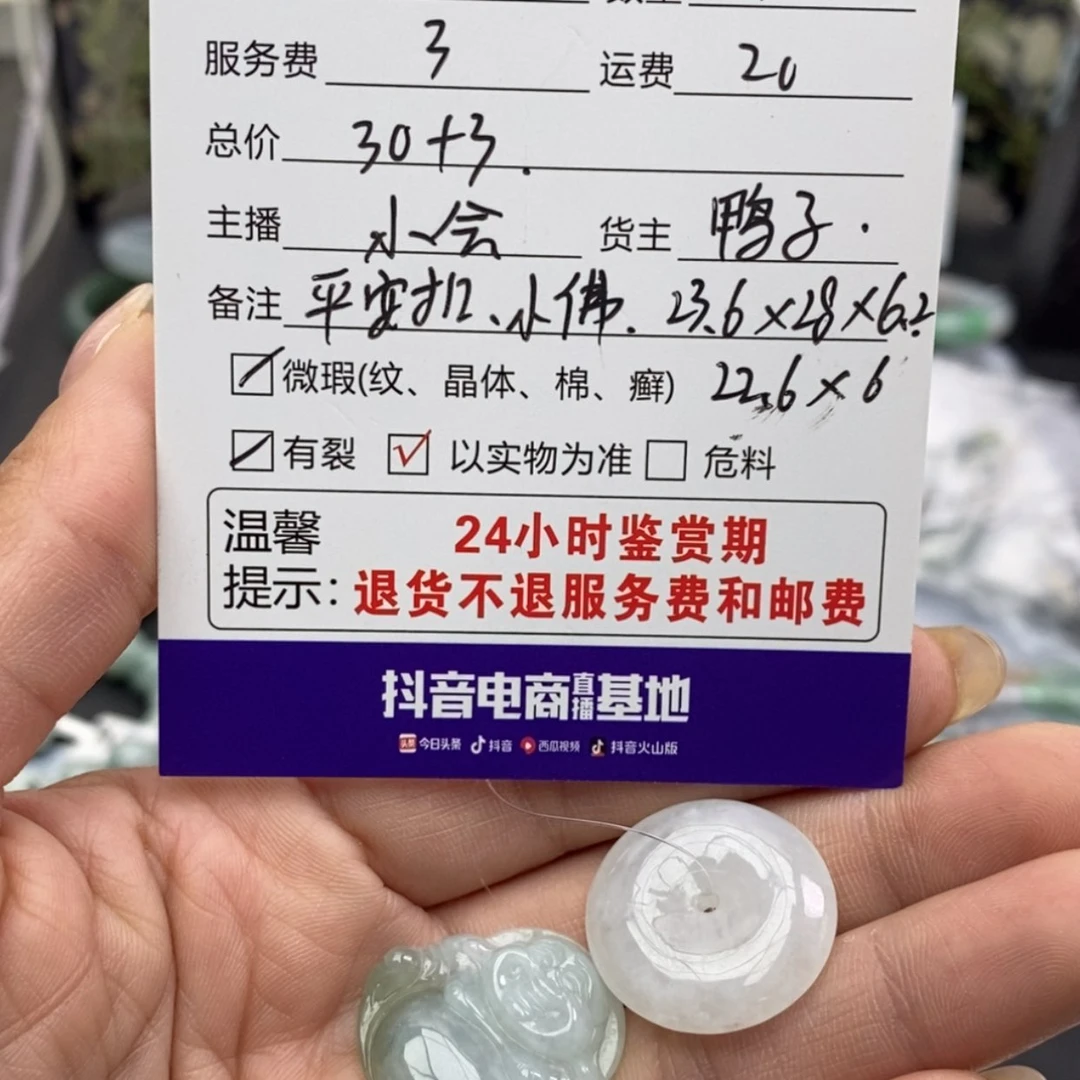 服务费 3 运费 20
总价 30+3.
主播 小会 货主 鸭子.
备注 平安扣、小佛. 23.6×28×6.2
微瑕(纹、晶体、棉、癣) 22.6×6
有裂 以实物为准 危料
温馨 24小时鉴赏期
提示: 退货不退服务费和邮费
抖音电商直播基地
头条 今日头条 抖音 西瓜视频 抖音火山版